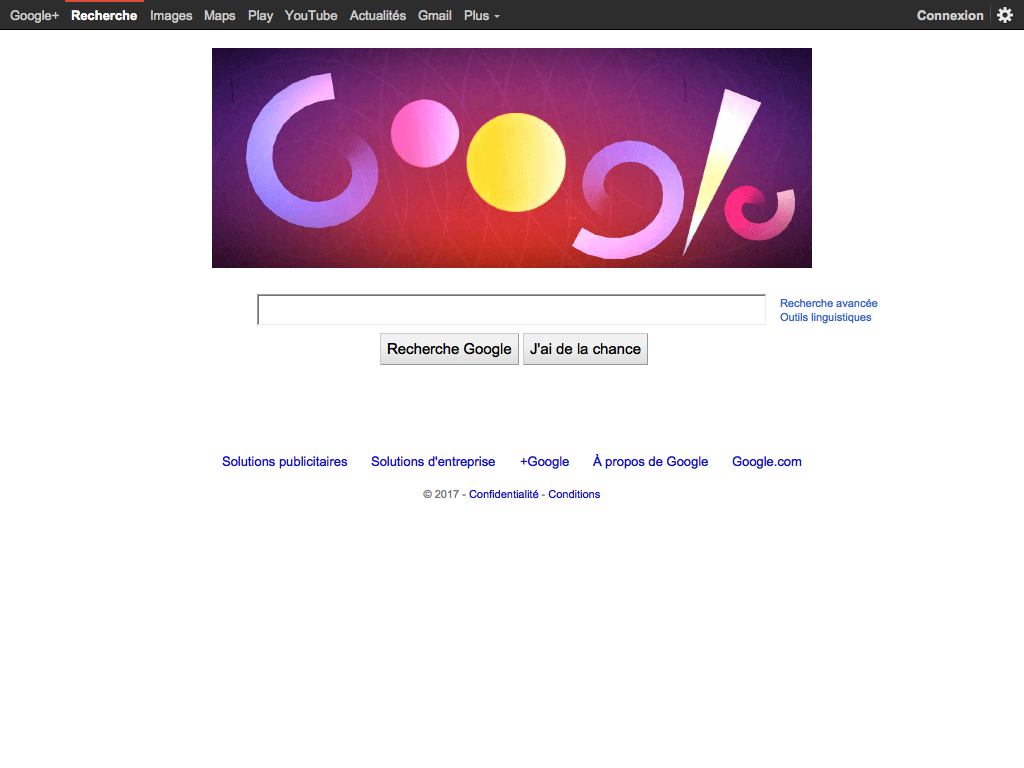 Google+ Recherche Images Maps Play YouTube Actualités Gmail Plus Connexion
Google
Recherche avancée
Outils linguistiques
Recherche Google J'ai de la chance
Solutions publicitaires Solutions d'entreprise +Google À propos de Google Google.com
© 2017 - Confidentialité - Conditions